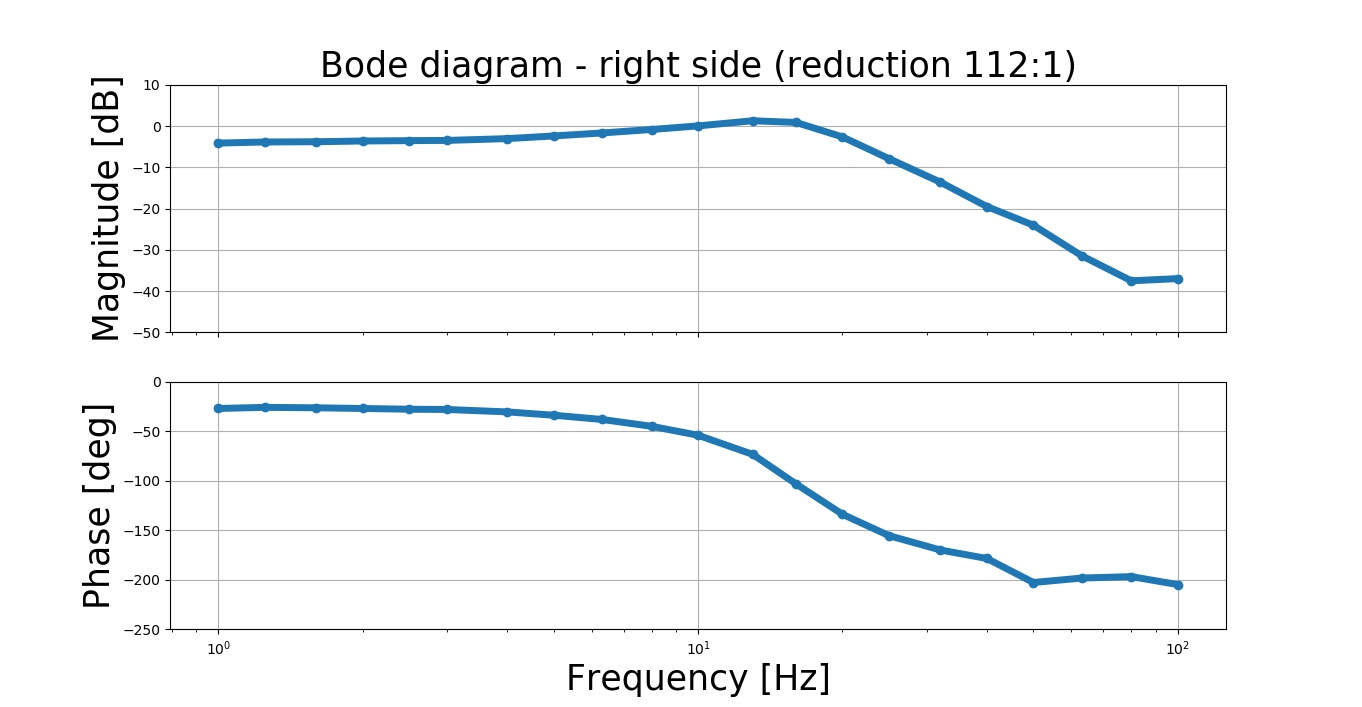 Bode diagram - right side (reduction 112:1)
Magnitude [dB]
10
0
−10
−20
−30
−40
−50
Phase [deg]
0
−50
−100
−150
−200
−250
10⁰ 10¹ 10²
Frequency [Hz]